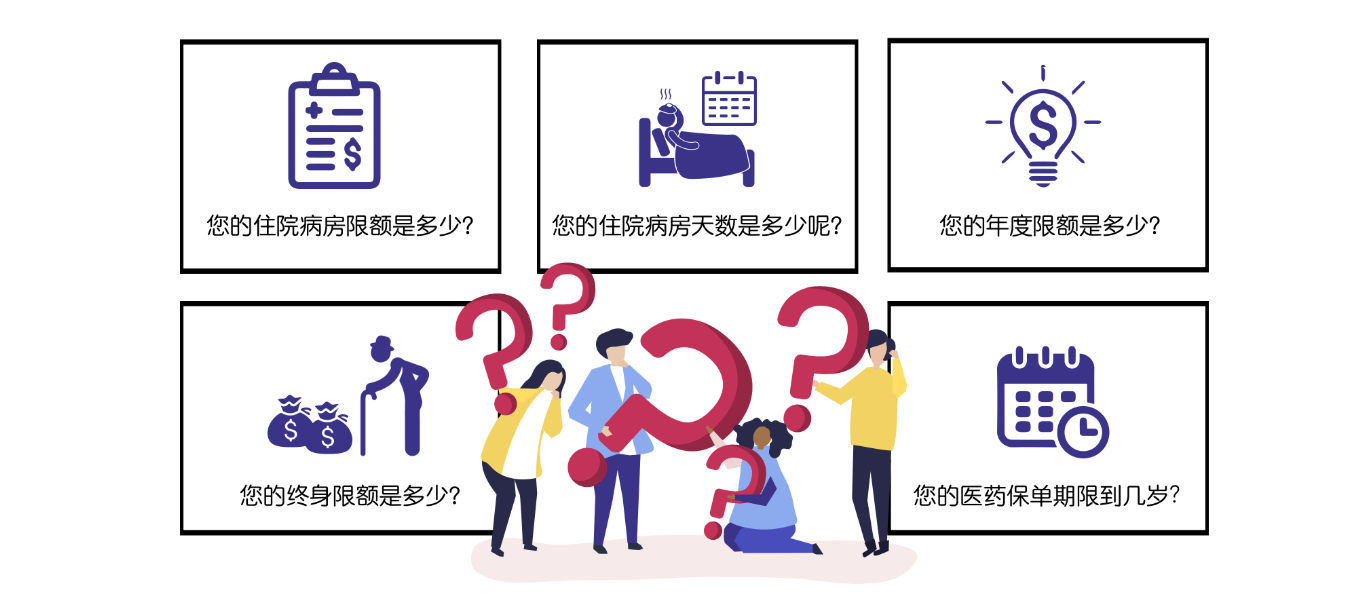 您的住院病房限额是多少?
您的住院病房天数是多少呢?
您的年度限额是多少?
您的终身限额是多少?
您的医药保单期限到几岁?